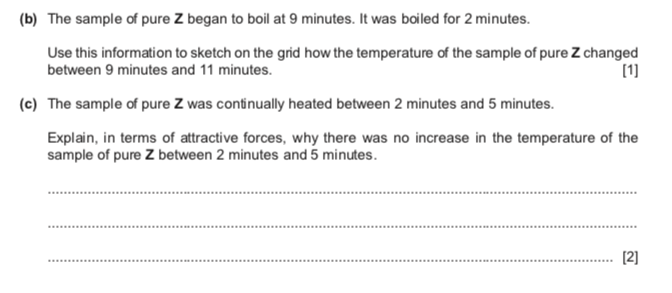 (b) The sample of pure Z began to boil at 9 minutes. It was boiled for 2 minutes.
Use this information to sketch on the grid how the temperature of the sample of pure Z changed
between 9 minutes and 11 minutes. [1]
(c) The sample of pure Z was continually heated between 2 minutes and 5 minutes.
Explain, in terms of attractive forces, why there was no increase in the temperature of the
sample of pure Z between 2 minutes and 5 minutes.
[2]